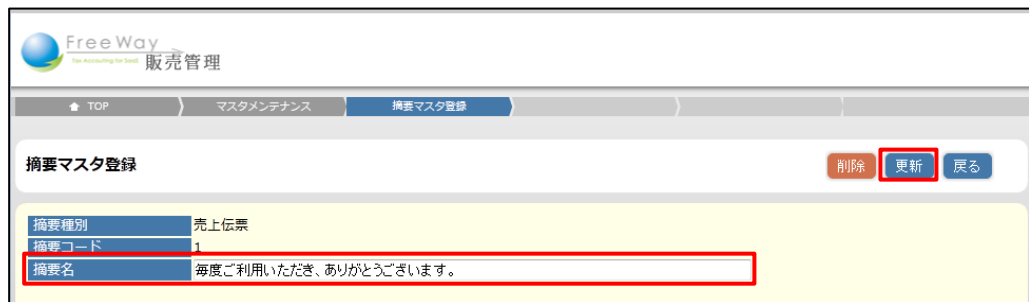 FreeWay
The Accounting for SaaS 販売管理
TOP マスタメンテナンス 摘要マスタ登録
摘要マスタ登録 削除 更新 戻る
摘要種別 売上伝票
摘要コード 1
摘要名 毎度ご利用いただき、ありがとうございます。